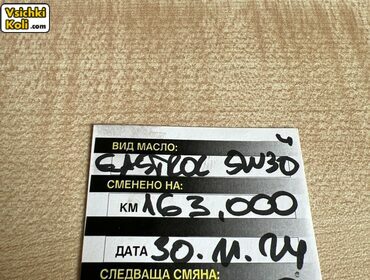 Vsichki
Koli.com
ВИД МАСЛО:
Castrol 5W30
СМЕНЕНО НА:
КМ 163,000
ДАТА 30.11.24
СЛЕДВАЩА СМЯНА: